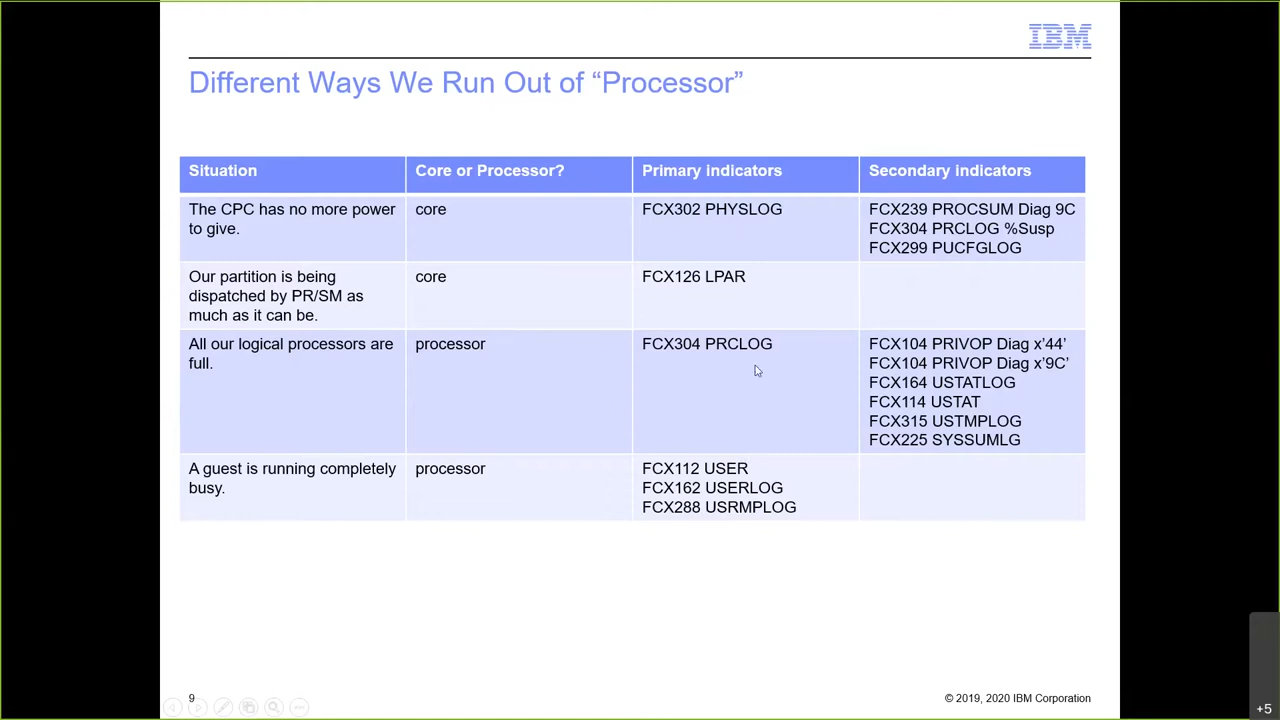 IBM
Different Ways We Run Out of “Processor”
Situation
Core or Processor?
Primary indicators
Secondary indicators
The CPC has no more power
to give.
core
FCX302 PHYSLOG
FCX239 PROCSUM Diag 9C
FCX304 PRCLOG %Susp
FCX299 PUCFGLOG
Our partition is being
dispatched by PR/SM as
much as it can be.
core
FCX126 LPAR
All our logical processors are
full.
processor
FCX304 PRCLOG
FCX104 PRIVOP Diag x’44’
FCX104 PRIVOP Diag x’9C’
FCX164 USTATLOG
FCX114 USTAT
FCX315 USTMPLOG
FCX225 SYSSUMLG
A guest is running completely
busy.
processor
FCX112 USER
FCX162 USERLOG
FCX288 USRMPLOG
9
© 2019, 2020 IBM Corporation
+5